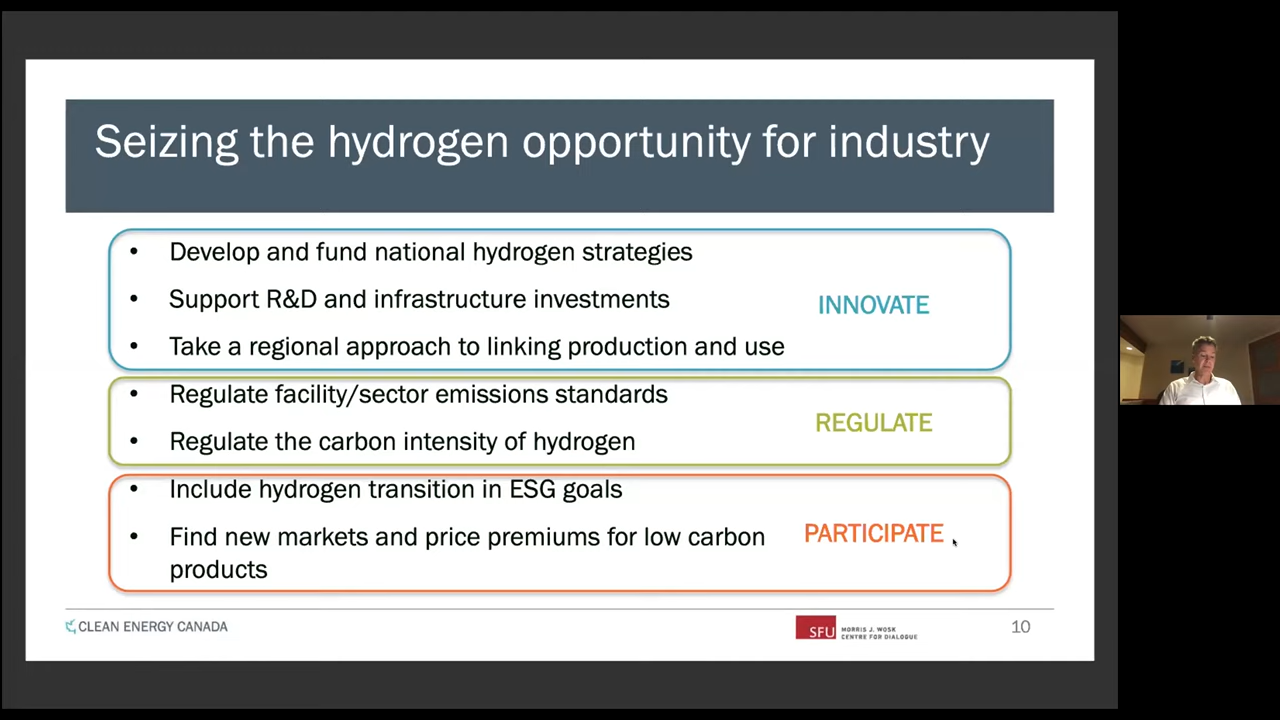 Seizing the hydrogen opportunity for industry
• Develop and fund national hydrogen strategies
• Support R&D and infrastructure investments
INNOVATE
• Take a regional approach to linking production and use
• Regulate facility/sector emissions standards
REGULATE
• Regulate the carbon intensity of hydrogen
• Include hydrogen transition in ESG goals
• Find new markets and price premiums for low carbon
products
PARTICIPATE
CLEAN ENERGY CANADA
SFU
MORRIS J. WOSK
CENTRE FOR DIALOGUE
10